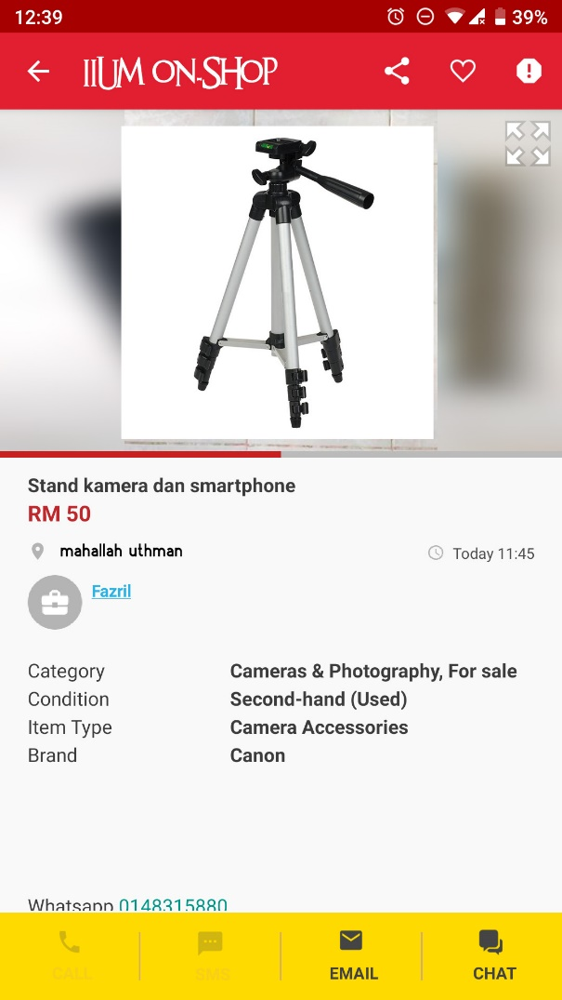 12:39
39%
IIUM ON-SHOP
Stand kamera dan smartphone
RM 50
mahallah uthman
Today 11:45
Fazril
Category Cameras & Photography, For sale
Condition Second-hand (Used)
Item Type Camera Accessories
Brand Canon
Whatsapp 0148315880
CALL SMS EMAIL CHAT